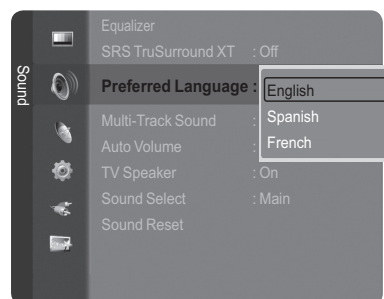 Sound
Equalizer
SRS TruSurround XT : Off
Preferred Language :
English
Spanish
French
Multi-Track Sound :
Auto Volume :
TV Speaker : On
Sound Select : Main
Sound Reset